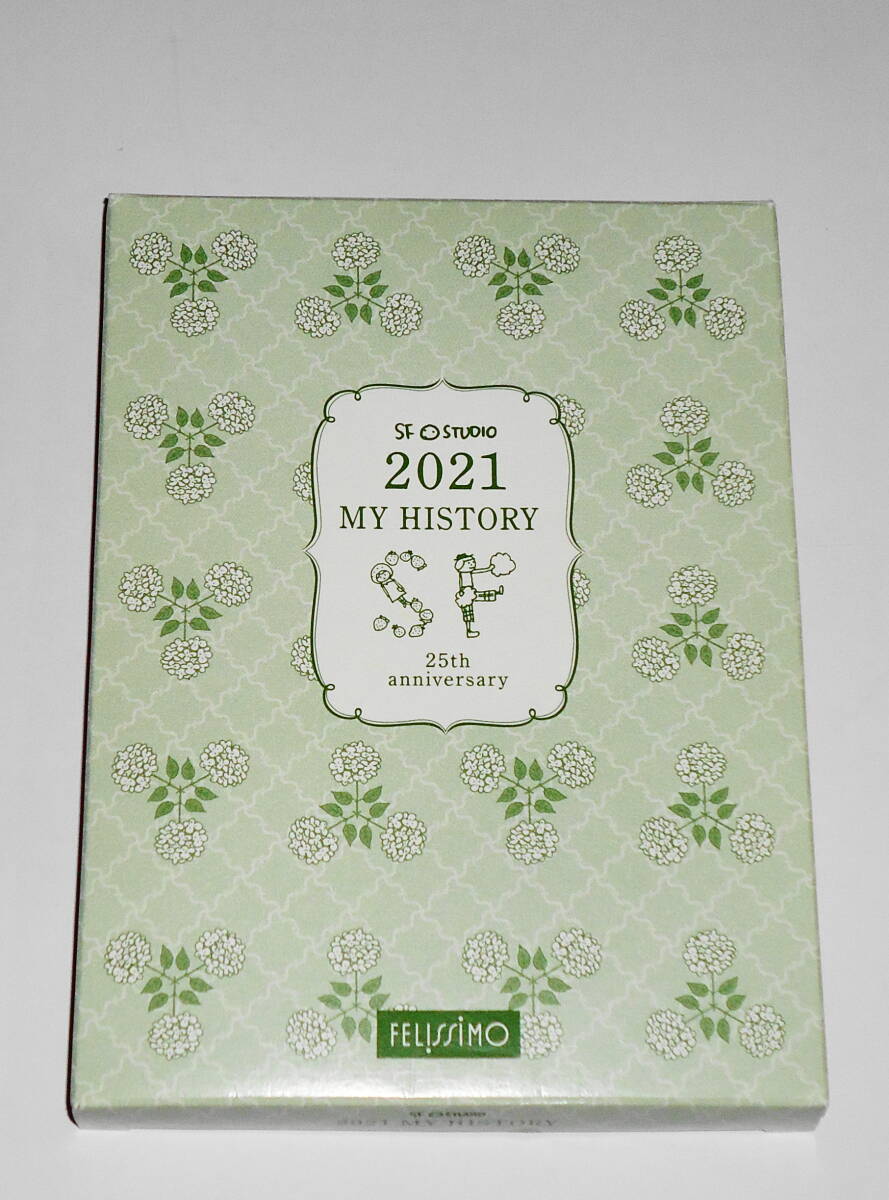 SF STUDIO
2021
MY HISTORY
SF
25th
anniversary
FELISSIMO
SF STUDIO
2021 MY HISTORY